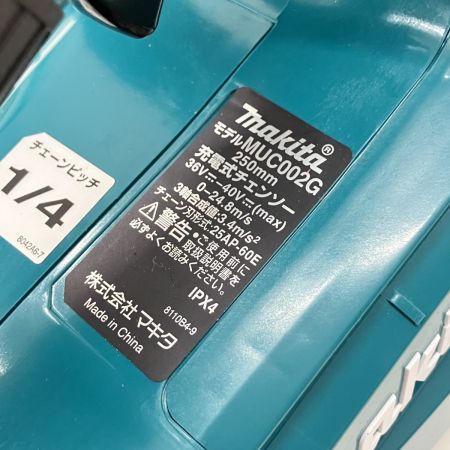 makita®
モデルMUC002G
250mm
充電式チェンソー
36V⎓-40V⎓(max)
0-24.8m/s
3軸合成値:3.4m/s²
チェーン刃形式:25AP-60E
⚠警告・ご使用前に
取扱説明書を
必ずよくお読みください。
IPX4
株式会社 マキタ
8110B4-9
Made in China
チェーンピッチ
1/4
8042A6-7